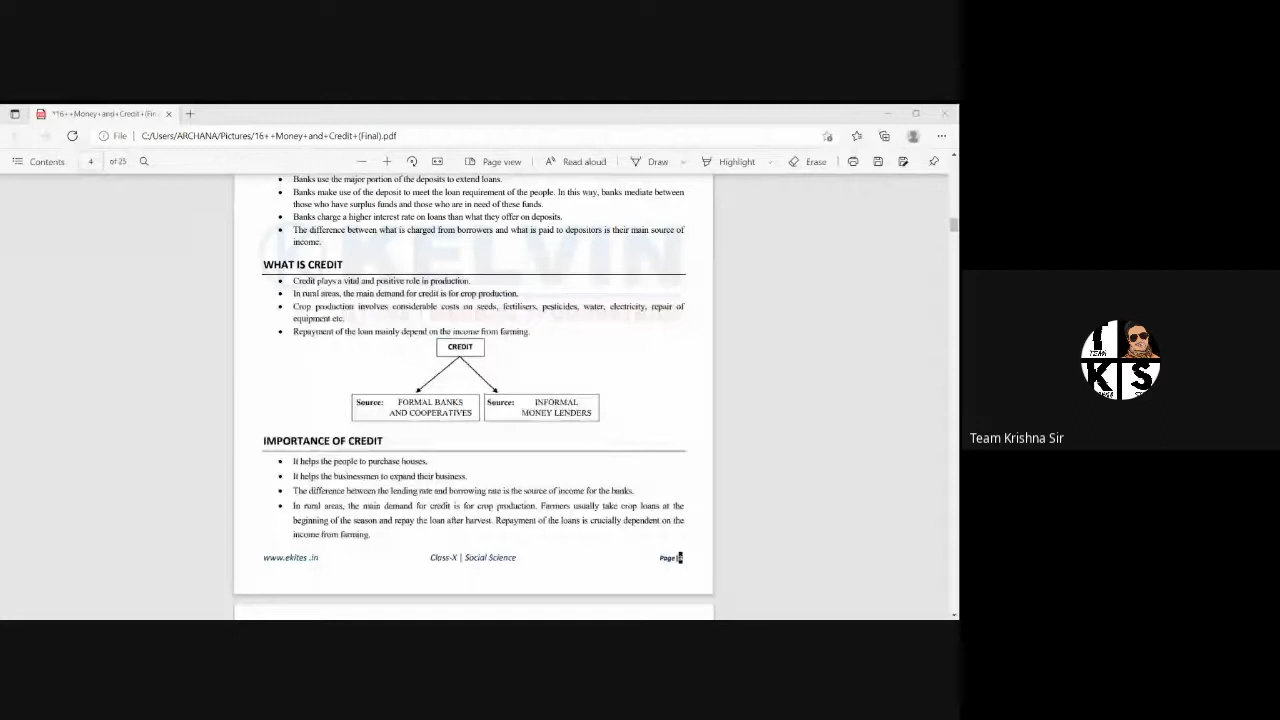 *16++Money+and+Credit+(Fin
File
C:/Users/ARCHANA/Pictures/16++Money+and+Credit+(Final).pdf
Contents
4
of 25
Page view
Read aloud
Draw
Highlight
Erase
Banks use the major portion of the deposits to extend loans.
Banks make use of the deposit to meet the loan requirement of the people. In this way, banks mediate between
those who have surplus funds and those who are in need of these funds.
Banks charge a higher interest rate on loans than what they offer on deposits.
The difference between what is charged from borrowers and what is paid to depositors is their main source of
income.
KELVIN
WHAT IS CREDIT
Credit plays a vital and positive role in production.
In rural areas, the main demand for credit is for crop production.
Crop production involves considerable costs no seeds, fertilisers, pesticides, water, electricity, repair of
equipment etc.
Repayment of the loan mainly depend on the income from farming.
CREDIT
Source: FORMAL BANKS
AND COOPERATIVES
Source: INFORMAL
MONEY LENDERS
IMPORTANCE OF CREDIT
It helps the people to purchase houses.
It helps the businessmen to expand their business.
The difference between the lending rate and borrowing rate is the source of income for the banks.
In rural areas, the main demand for credit is for crop production. Farmers usually take crop loans at the
beginning of the season and repay the loan after harvest. Repayment of the loans is crucially dependent on the
income from farming.
www.ekites .in
Class-X | Social Science
Page
TEAM
K S
Team Krishna Sir